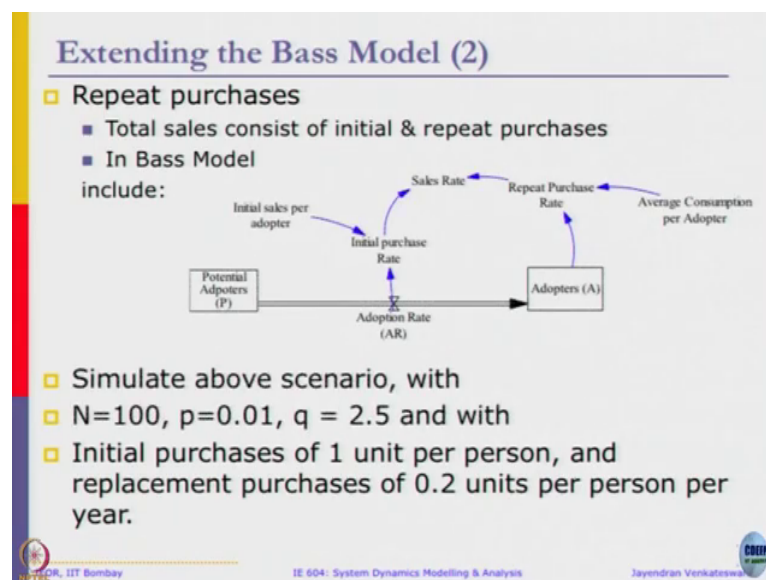 Extending the Bass Model (2)
Repeat purchases
Total sales consist of initial & repeat purchases
In Bass Model
include:
Sales Rate
Repeat Purchase
Rate
Average Consumption
per Adopter
Initial sales per
adopter
Initial purchase
Rate
Potential
Adpoters
(P)
Adopters (A)
Adoption Rate
(AR)
Simulate above scenario, with
N=100, p=0.01, q = 2.5 and with
Initial purchases of 1 unit per person, and
replacement purchases of 0.2 units per person per
year.
IIT Bombay
IE 604: System Dynamics Modelling & Analysis
Jayendran